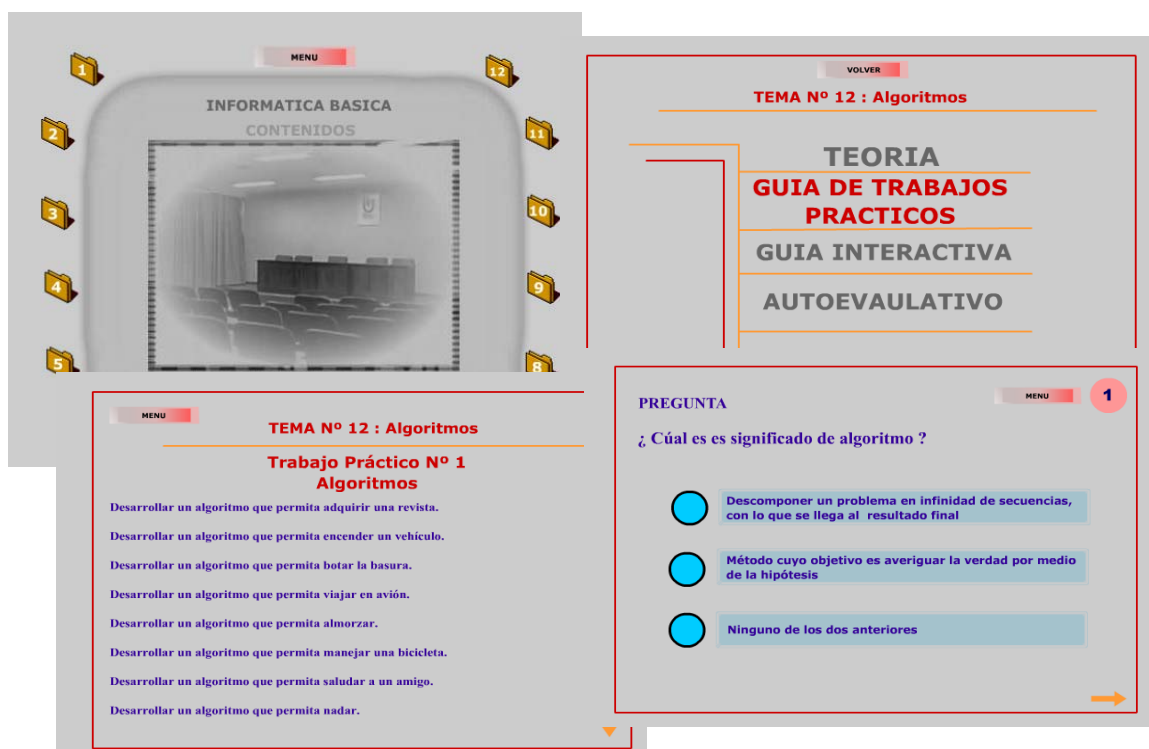 MENU
1
12
INFORMATICA BASICA
CONTENIDOS
2
11
3
10
4
9
5
8
VOLVER
TEMA Nº 12 : Algoritmos
TEORIA
GUIA DE TRABAJOS
PRACTICOS
GUIA INTERACTIVA
AUTOEVAULATIVO
MENU
TEMA Nº 12 : Algoritmos
Trabajo Práctico Nº 1
Algoritmos
Desarrollar un algoritmo que permita adquirir una revista.
Desarrollar un algoritmo que permita encender un vehículo.
Desarrollar un algoritmo que permita botar la basura.
Desarrollar un algoritmo que permita viajar en avión.
Desarrollar un algoritmo que permita almorzar.
Desarrollar un algoritmo que permita manejar una bicicleta.
Desarrollar un algoritmo que permita saludar a un amigo.
Desarrollar un algoritmo que permita nadar.
PREGUNTA
MENU
1
¿ Cúal es es significado de algoritmo ?
Descomponer un problema en infinidad de secuencias,
con lo que se llega al resultado final
Método cuyo objetivo es averiguar la verdad por medio
de la hipótesis
Ninguno de los dos anteriores